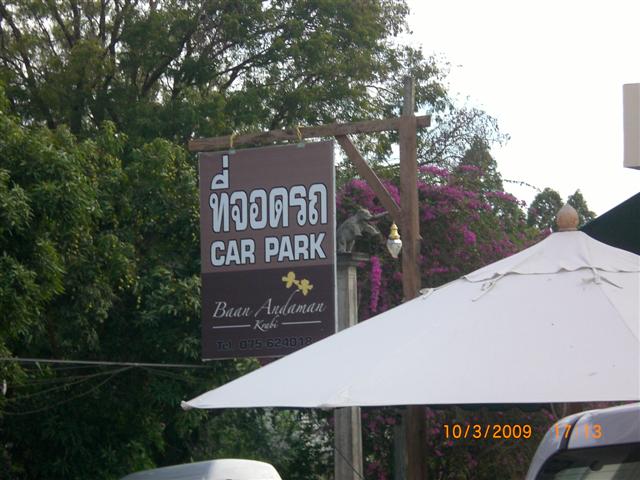 ที่จอดรถ
CAR PARK
Baan Andaman
Krabi
Tel. 075-624018
10/3/2009 17:13